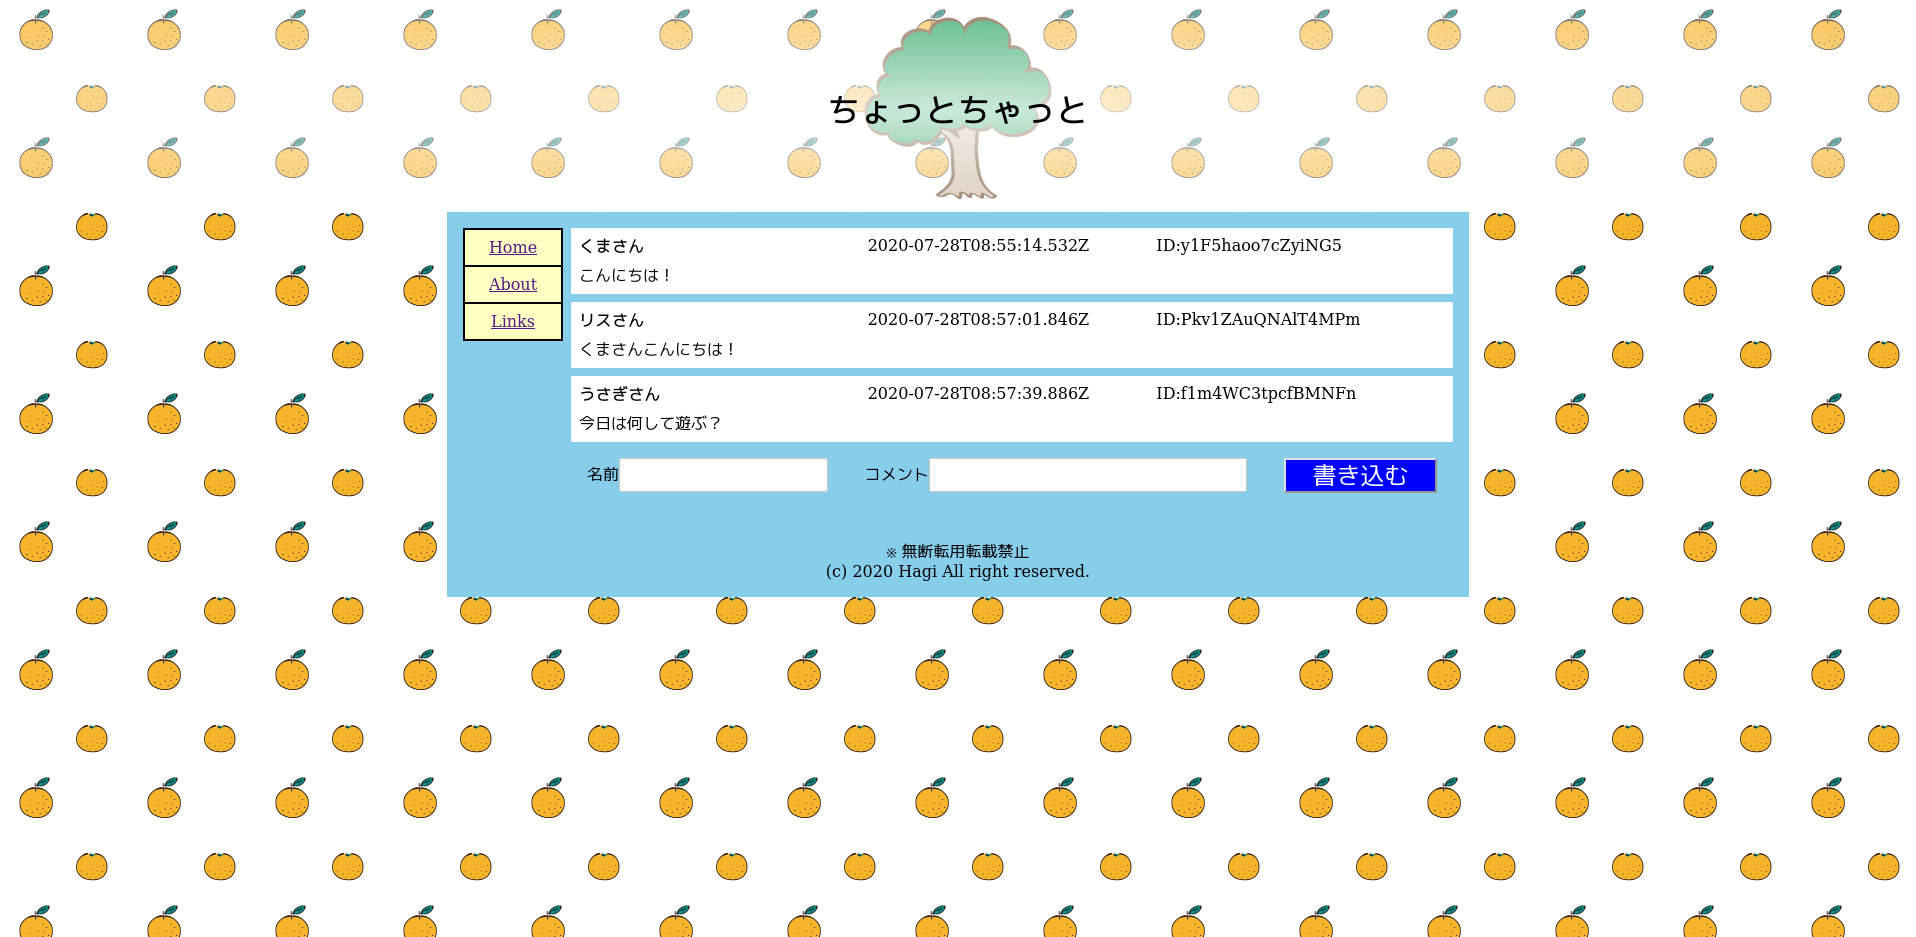 ちょっとちゃっと
Home
About
Links
くまさん 2020-07-28T08:55:14.532Z ID:y1F5haoo7cZyiNG5
こんにちは！
リスさん 2020-07-28T08:57:01.846Z ID:Pkv1ZAuQNAlT4MPm
くまさんこんにちは！
うさぎさん 2020-07-28T08:57:39.886Z ID:f1m4WC3tpcfBMNFn
今日は何して遊ぶ？
名前 コメント 書き込む
※ 無断転用転載禁止
(c) 2020 Hagi All right reserved.